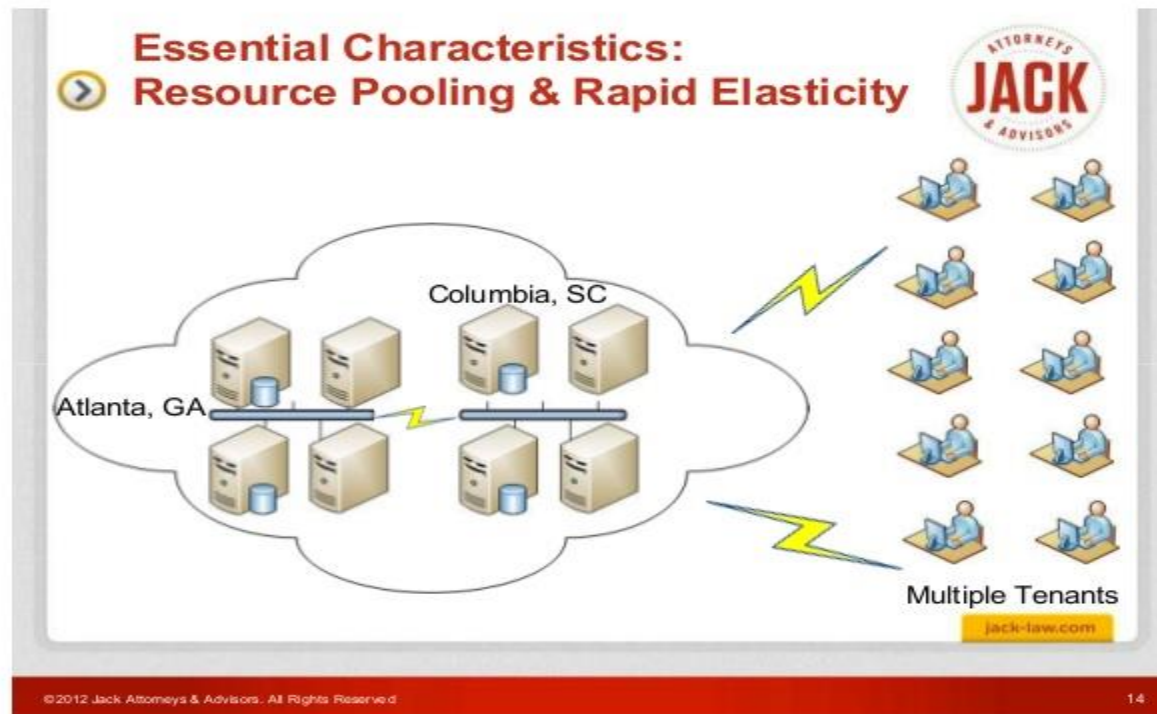 Essential Characteristics:
Resource Pooling & Rapid Elasticity
ATTORNEYS
JACK
& ADVISORS
Columbia, SC
Atlanta, GA
Multiple Tenants
jack-law.com
©2012 Jack Attorneys & Advisors. All Rights Reserved
14